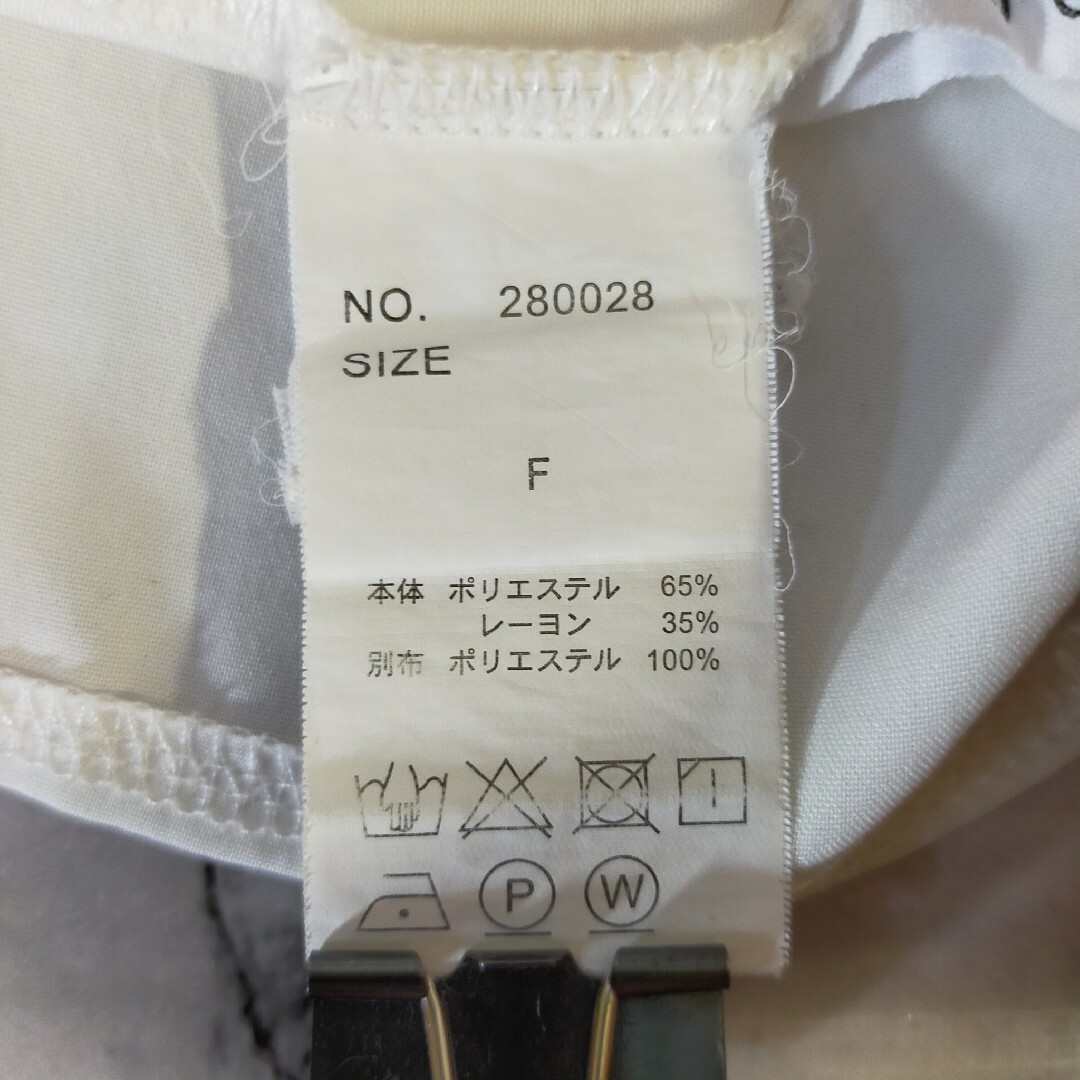 NO. 280028
SIZE
F
本体 ポリエステル 65%
レーヨン 35%
別布 ポリエステル 100%
P W